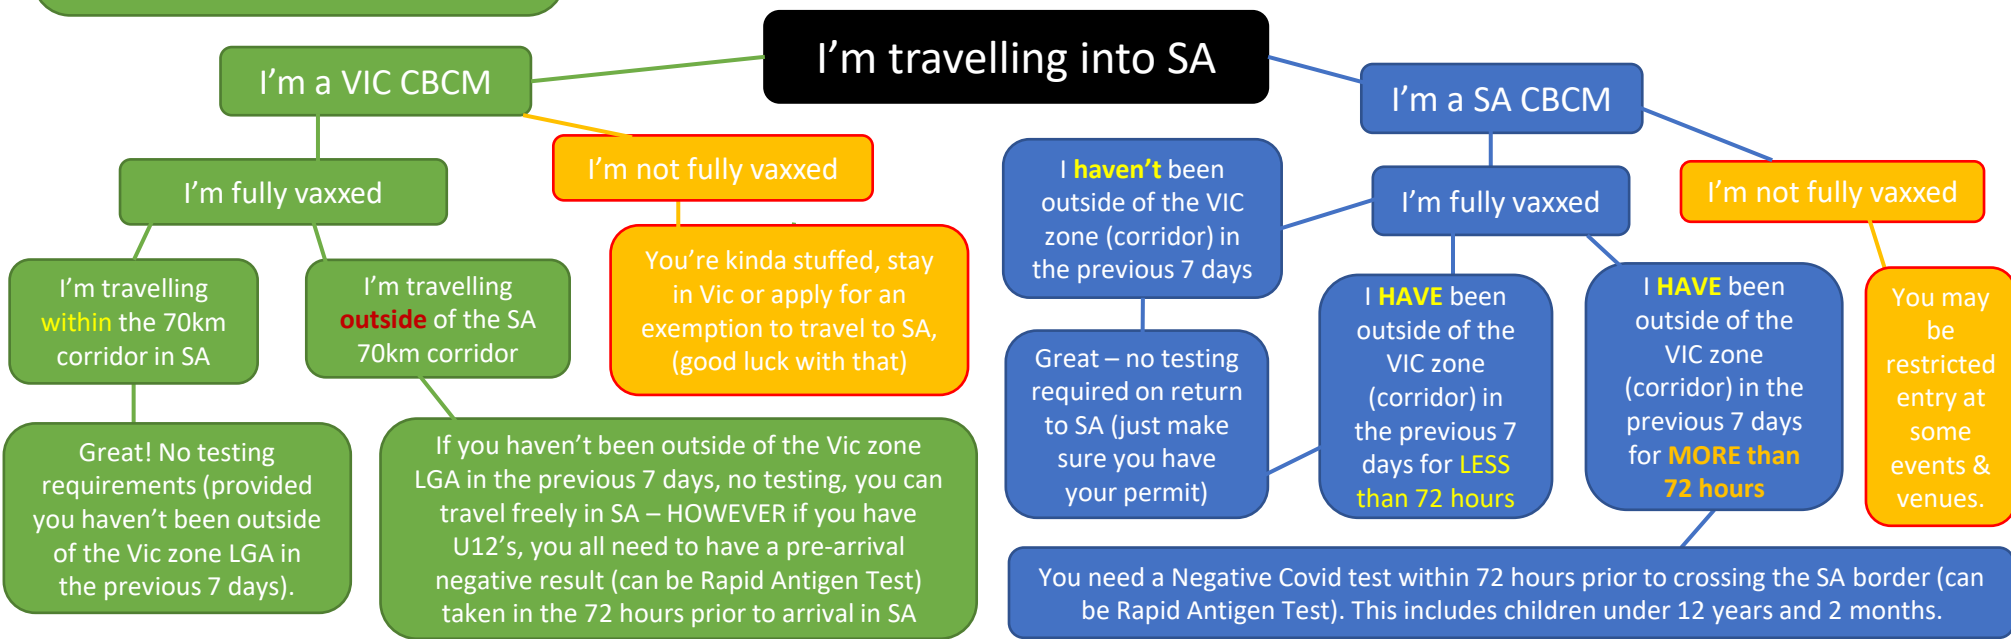 I'm travelling into SA
I'm a VIC CBCM
I'm fully vaxxed
I'm not fully vaxxed
I'm travelling
within the 70km
corridor in SA
I'm travelling
outside of the SA
70km corridor
You're kinda stuffed, stay
in Vic or apply for an
exemption to travel to SA,
(good luck with that)
Great! No testing
requirements (provided
you haven't been outside
of the Vic zone LGA in
the previous 7 days).
If you haven't been outside of the Vic zone
LGA in the previous 7 days, no testing, you can
travel freely in SA – HOWEVER if you have
U12's, you all need to have a pre-arrival
negative result (can be Rapid Antigen Test)
taken in the 72 hours prior to arrival in SA
I'm a SA CBCM
I'm fully vaxxed
I'm not fully vaxxed
I haven't been
outside of the VIC
zone (corridor) in
the previous 7 days
Great – no testing
required on return
to SA (just make
sure you have
your permit)
I HAVE been
outside of the
VIC zone
(corridor) in
the previous 7
days for LESS
than 72 hours
I HAVE been
outside of the
VIC zone
(corridor) in the
previous 7 days
for MORE than
72 hours
You may
be
restricted
entry at
some
events &
venues.
You need a Negative Covid test within 72 hours prior to crossing the SA border (can
be Rapid Antigen Test). This includes children under 12 years and 2 months.